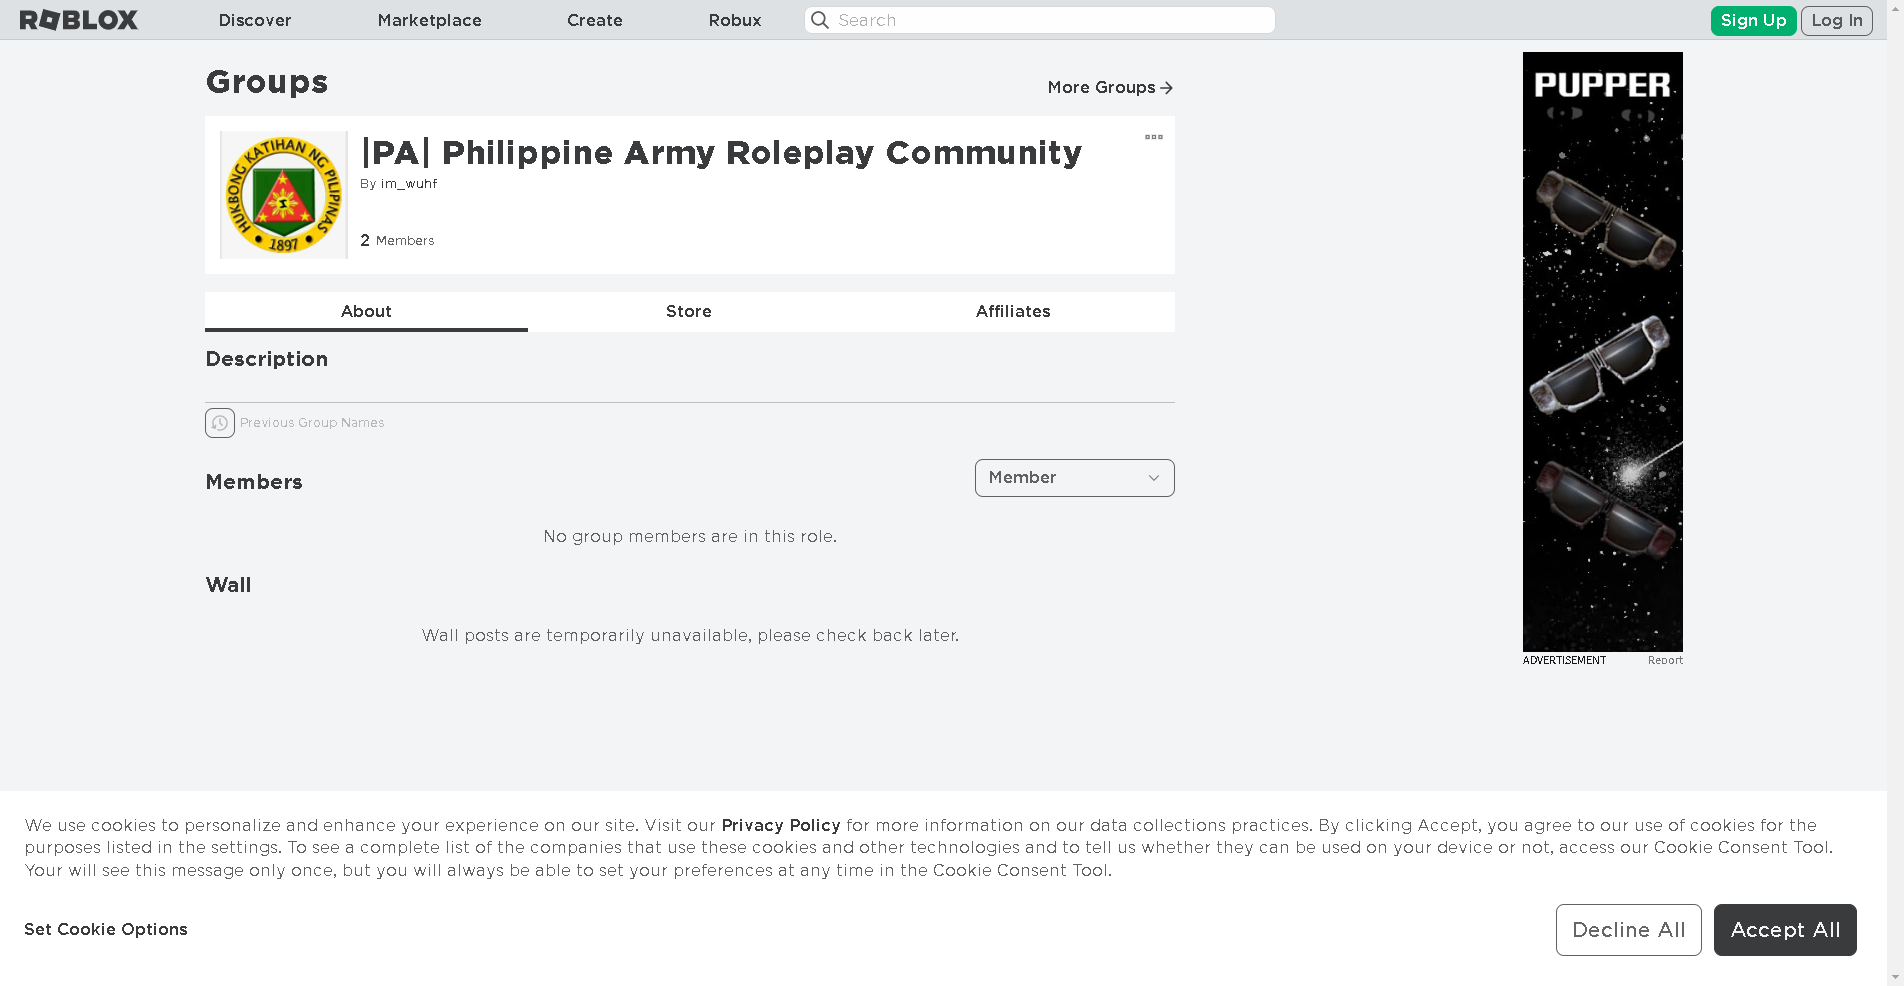 ROBLOX
Discover
Marketplace
Create
Robux
Search
Sign Up
Log In
Groups
More Groups
HUKBONG KATIHAN NG PILIPINAS
1897
|PA| Philippine Army Roleplay Community
By im_wuhf
2 Members
About
Store
Affiliates
Description
Previous Group Names
Members
Member
No group members are in this role.
Wall
Wall posts are temporarily unavailable, please check back later.
PUPPER
ADVERTISEMENT
Report
We use cookies to personalize and enhance your experience on our site. Visit our Privacy Policy for more information on our data collections practices. By clicking Accept, you agree to our use of cookies for the
purposes listed in the settings. To see a complete list of the companies that use these cookies and other technologies and to tell us whether they can be used on your device or not, access our Cookie Consent Tool.
Your will see this message only once, but you will always be able to set your preferences at any time in the Cookie Consent Tool.
Set Cookie Options
Decline All
Accept All